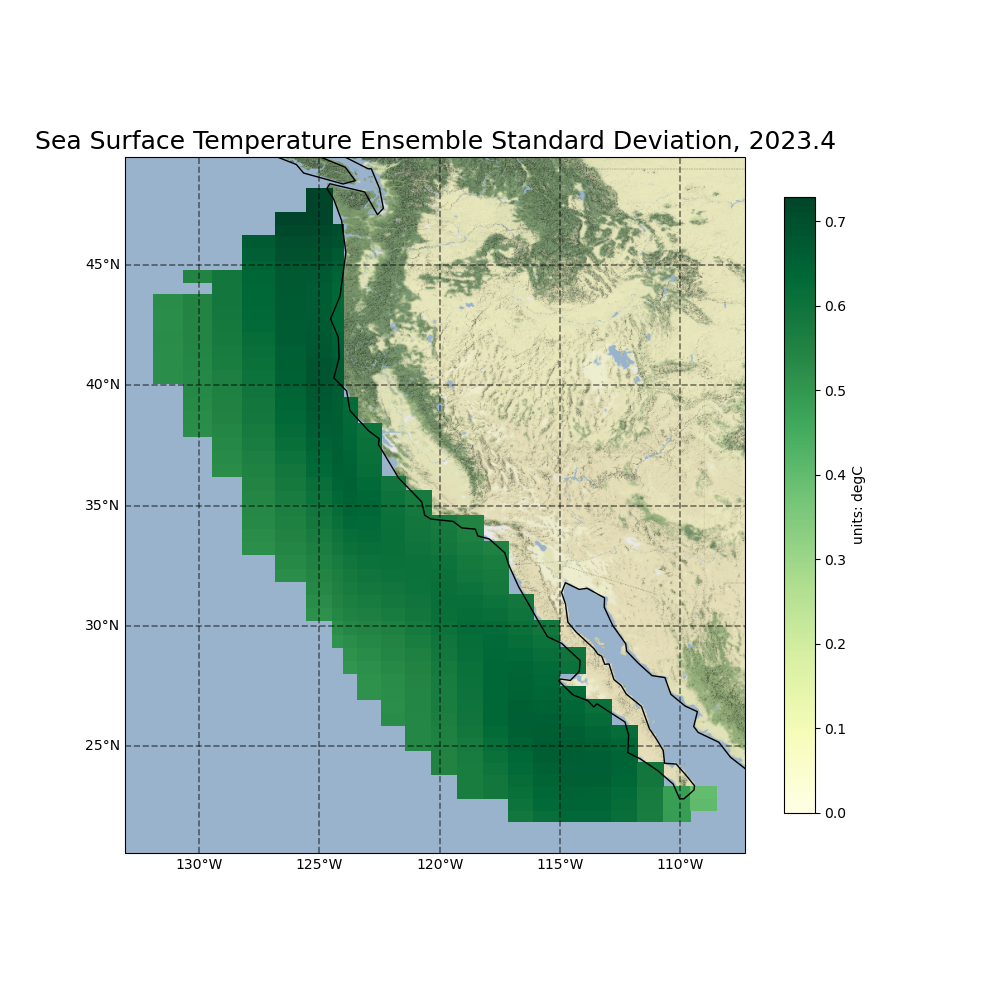 Sea Surface Temperature Ensemble Standard Deviation, 2023.4
45°N
40°N
35°N
30°N
25°N
130°W 125°W 120°W 115°W 110°W
0.7
0.6
0.5
0.4
0.3
0.2
0.1
0.0
units: degC